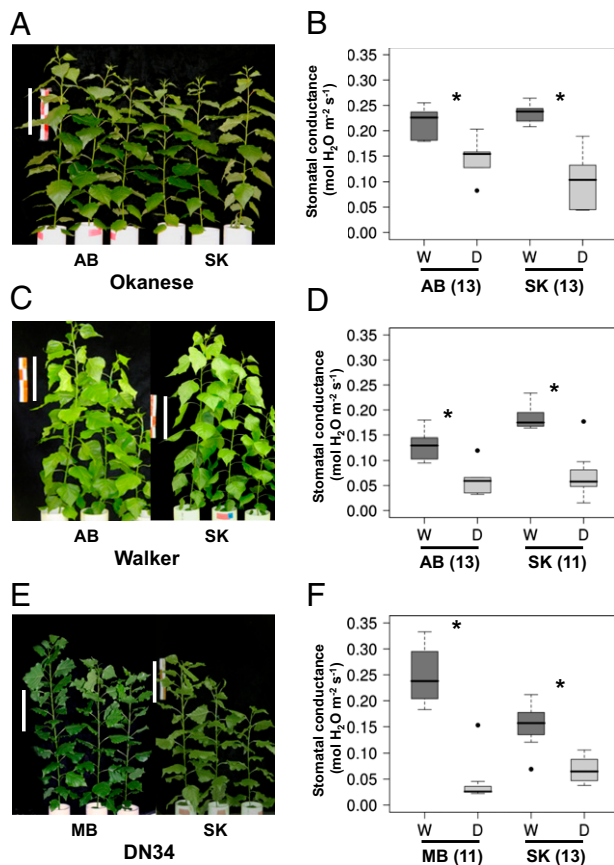 A
AB SK
Okanese
B
Stomatal conductance
(mol H₂O m⁻² s⁻¹)
0.35
0.30
0.25
0.20
0.15
0.10
0.05
0.00
* *
W D W D
AB (13) SK (13)
C
AB SK
Walker
D
Stomatal conductance
(mol H₂O m⁻² s⁻¹)
0.35
0.30
0.25
0.20
0.15
0.10
0.05
0.00
* *
W D W D
AB (13) SK (11)
E
MB SK
DN34
F
Stomatal conductance
(mol H₂O m⁻² s⁻¹)
0.35
0.30
0.25
0.20
0.15
0.10
0.05
0.00
* *
W D W D
MB (11) SK (13)